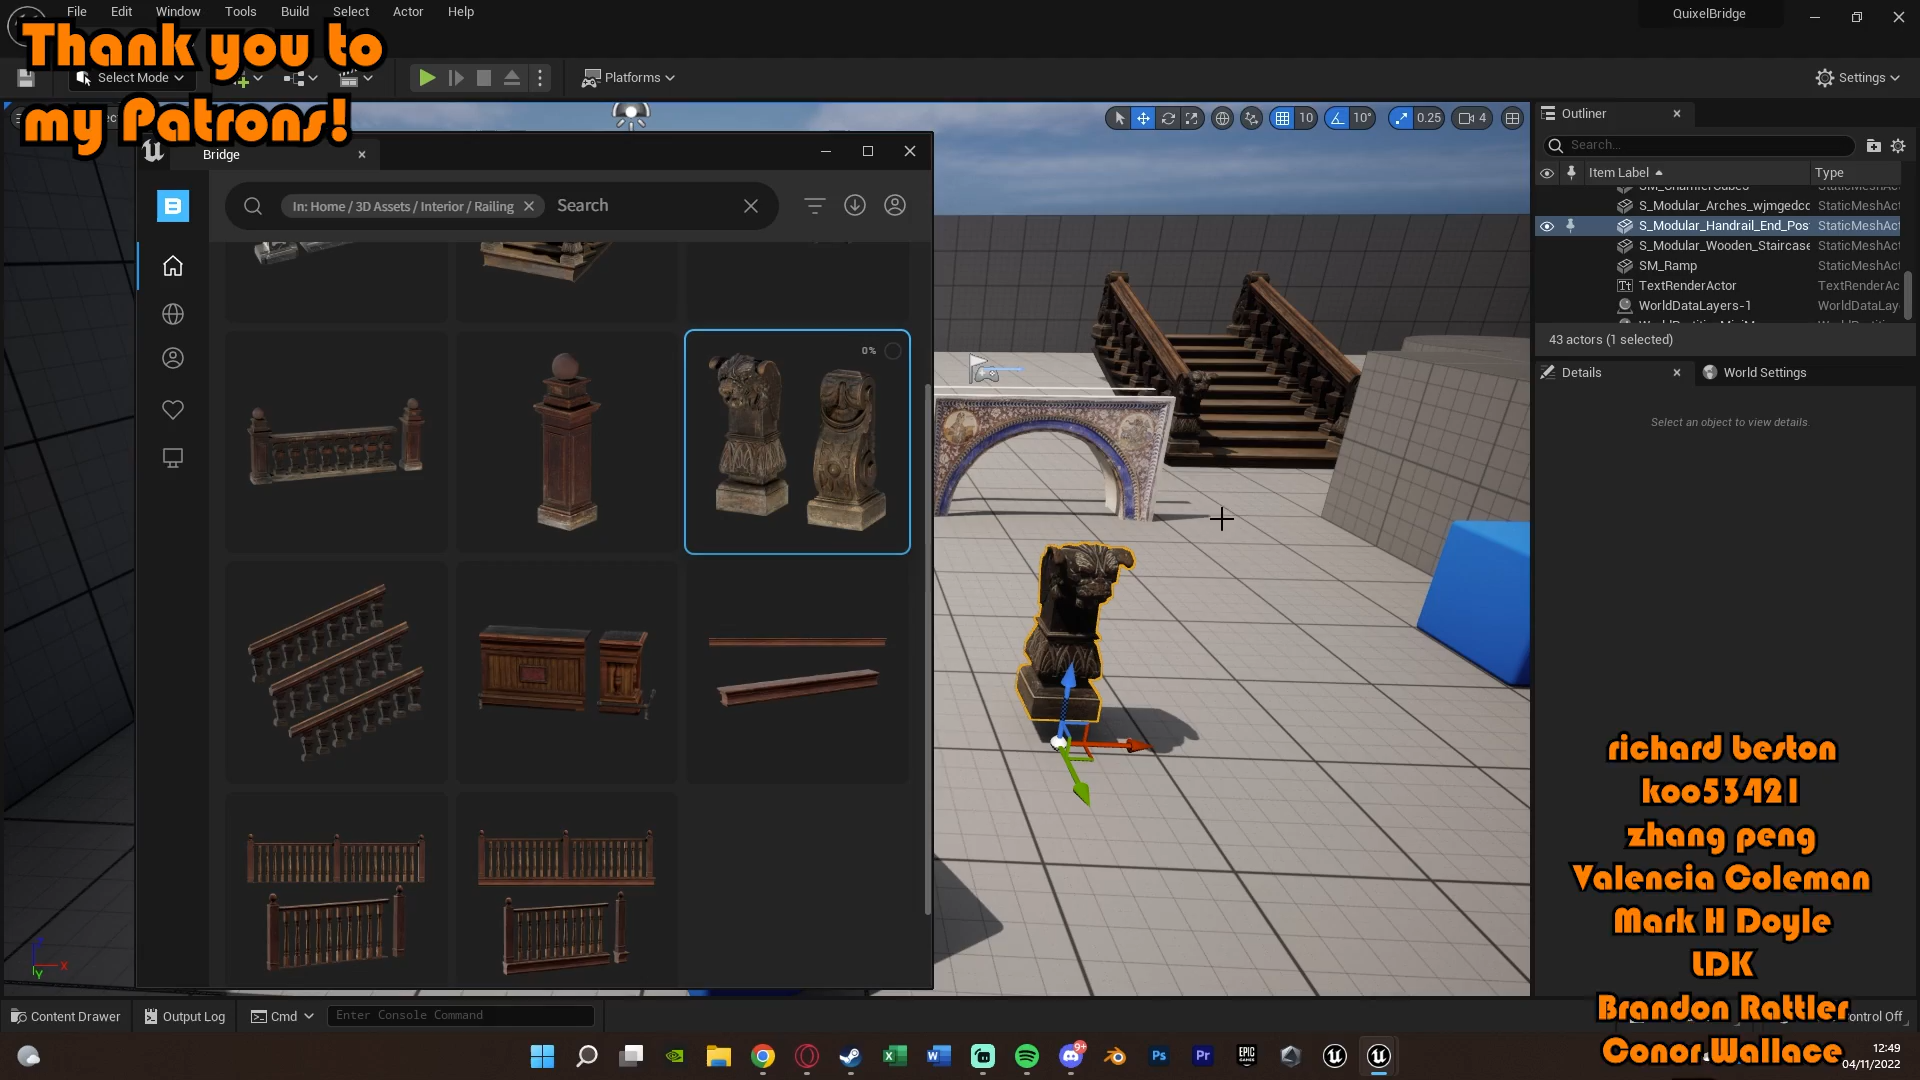 File Edit Window Tools Build Select Actor Help
QuixelBridge
Thank you to
my Patrons!
Select Mode
Platforms
Settings
10
10°
0.25
4
Bridge
In: Home / 3D Assets / Interior / Railing
Search
0%
Outliner
Search...
Item Label
Type
S_Modular_Arches_wjmgedcc StaticMeshAct
S_Modular_Handrail_End_Pos StaticMeshAct
S_Modular_Wooden_Staircase StaticMeshAct
SM_Ramp StaticMeshAct
TextRenderActor TextRenderAc
WorldDataLayers-1 WorldDataLay
43 actors (1 selected)
Details
World Settings
Select an object to view details.
richard beston
koo53421
zhang peng
Valencia Coleman
Mark H Doyle
LDK
Brandon Rattler
Conor Wallace
Content Drawer
Output Log
Cmd
Enter Console Command
ontrol Off
9+
Ps
Pr
12:49
04/11/2022